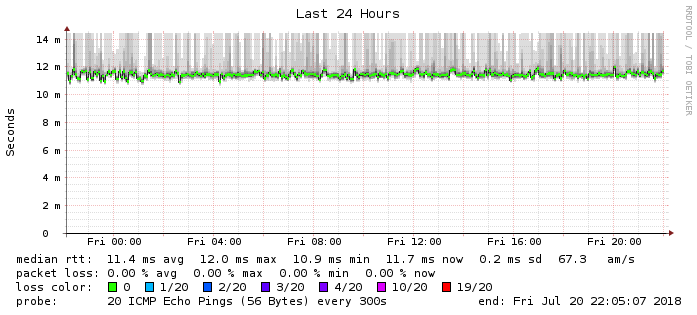 Last 24 Hours
RRDTOOL / TOBI OETIKER
Seconds
14 m
12 m
10 m
8 m
6 m
4 m
2 m
0
Fri 00:00 Fri 04:00 Fri 08:00 Fri 12:00 Fri 16:00 Fri 20:00
median rtt: 11.4 ms avg 12.0 ms max 10.9 ms min 11.7 ms now 0.2 ms sd 67.3 am/s
packet loss: 0.00 % avg 0.00 % max 0.00 % min 0.00 % now
loss color: 0 1/20 2/20 3/20 4/20 10/20 19/20
probe: 20 ICMP Echo Pings (56 Bytes) every 300s end: Fri Jul 20 22:05:07 2018